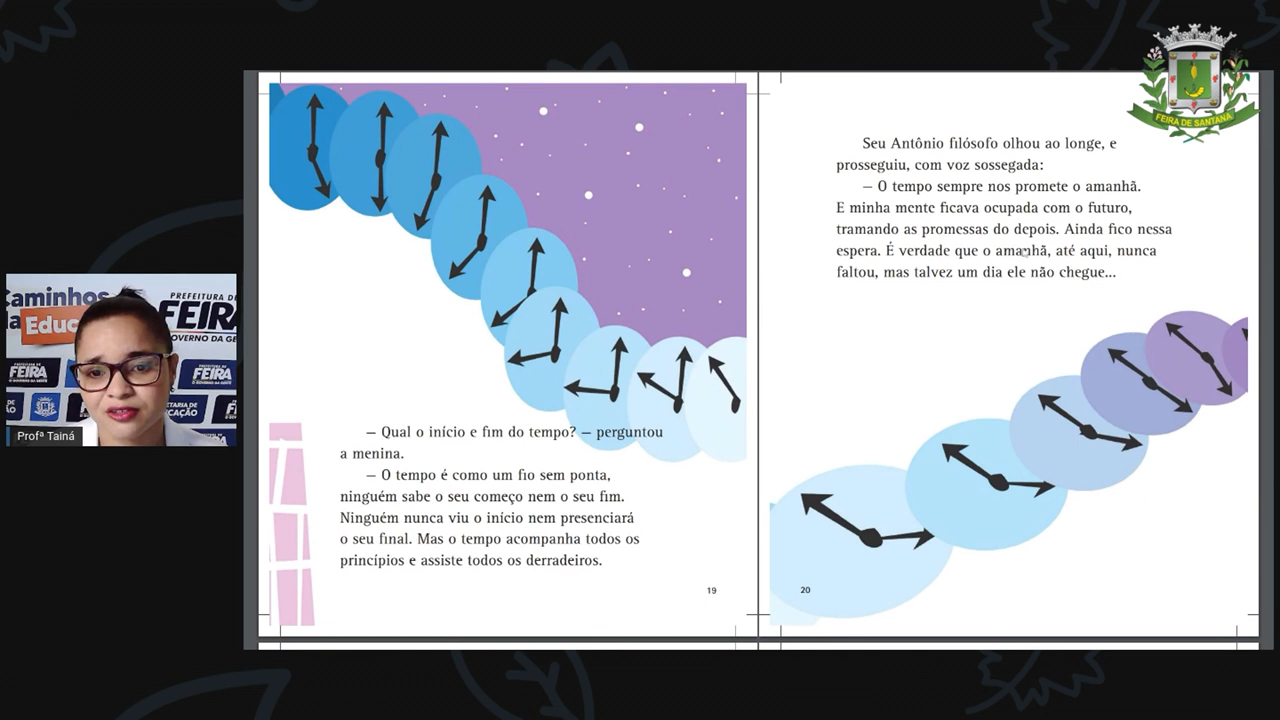 FEIRA DE SANTANA
Seu Antônio filósofo olhou ao longe, e
prosseguiu, com voz sossegada:
– O tempo sempre nos promete o amanhã.
E minha mente ficava ocupada com o futuro,
tramando as promessas do depois. Ainda fico nessa
espera. É verdade que o amanhã, até aqui, nunca
faltou, mas talvez um dia ele não chegue...
– Qual o início e fim do tempo? – perguntou
a menina.
– O tempo é como um fio sem ponta,
ninguém sabe o seu começo nem o seu fim.
Ninguém nunca viu o início nem presenciará
o seu final. Mas o tempo acompanha todos os
princípios e assiste todos os derradeiros.
19
20
PREFEITURA DE
FEIRA
FEIRA
FEIRA
Profª Tainá